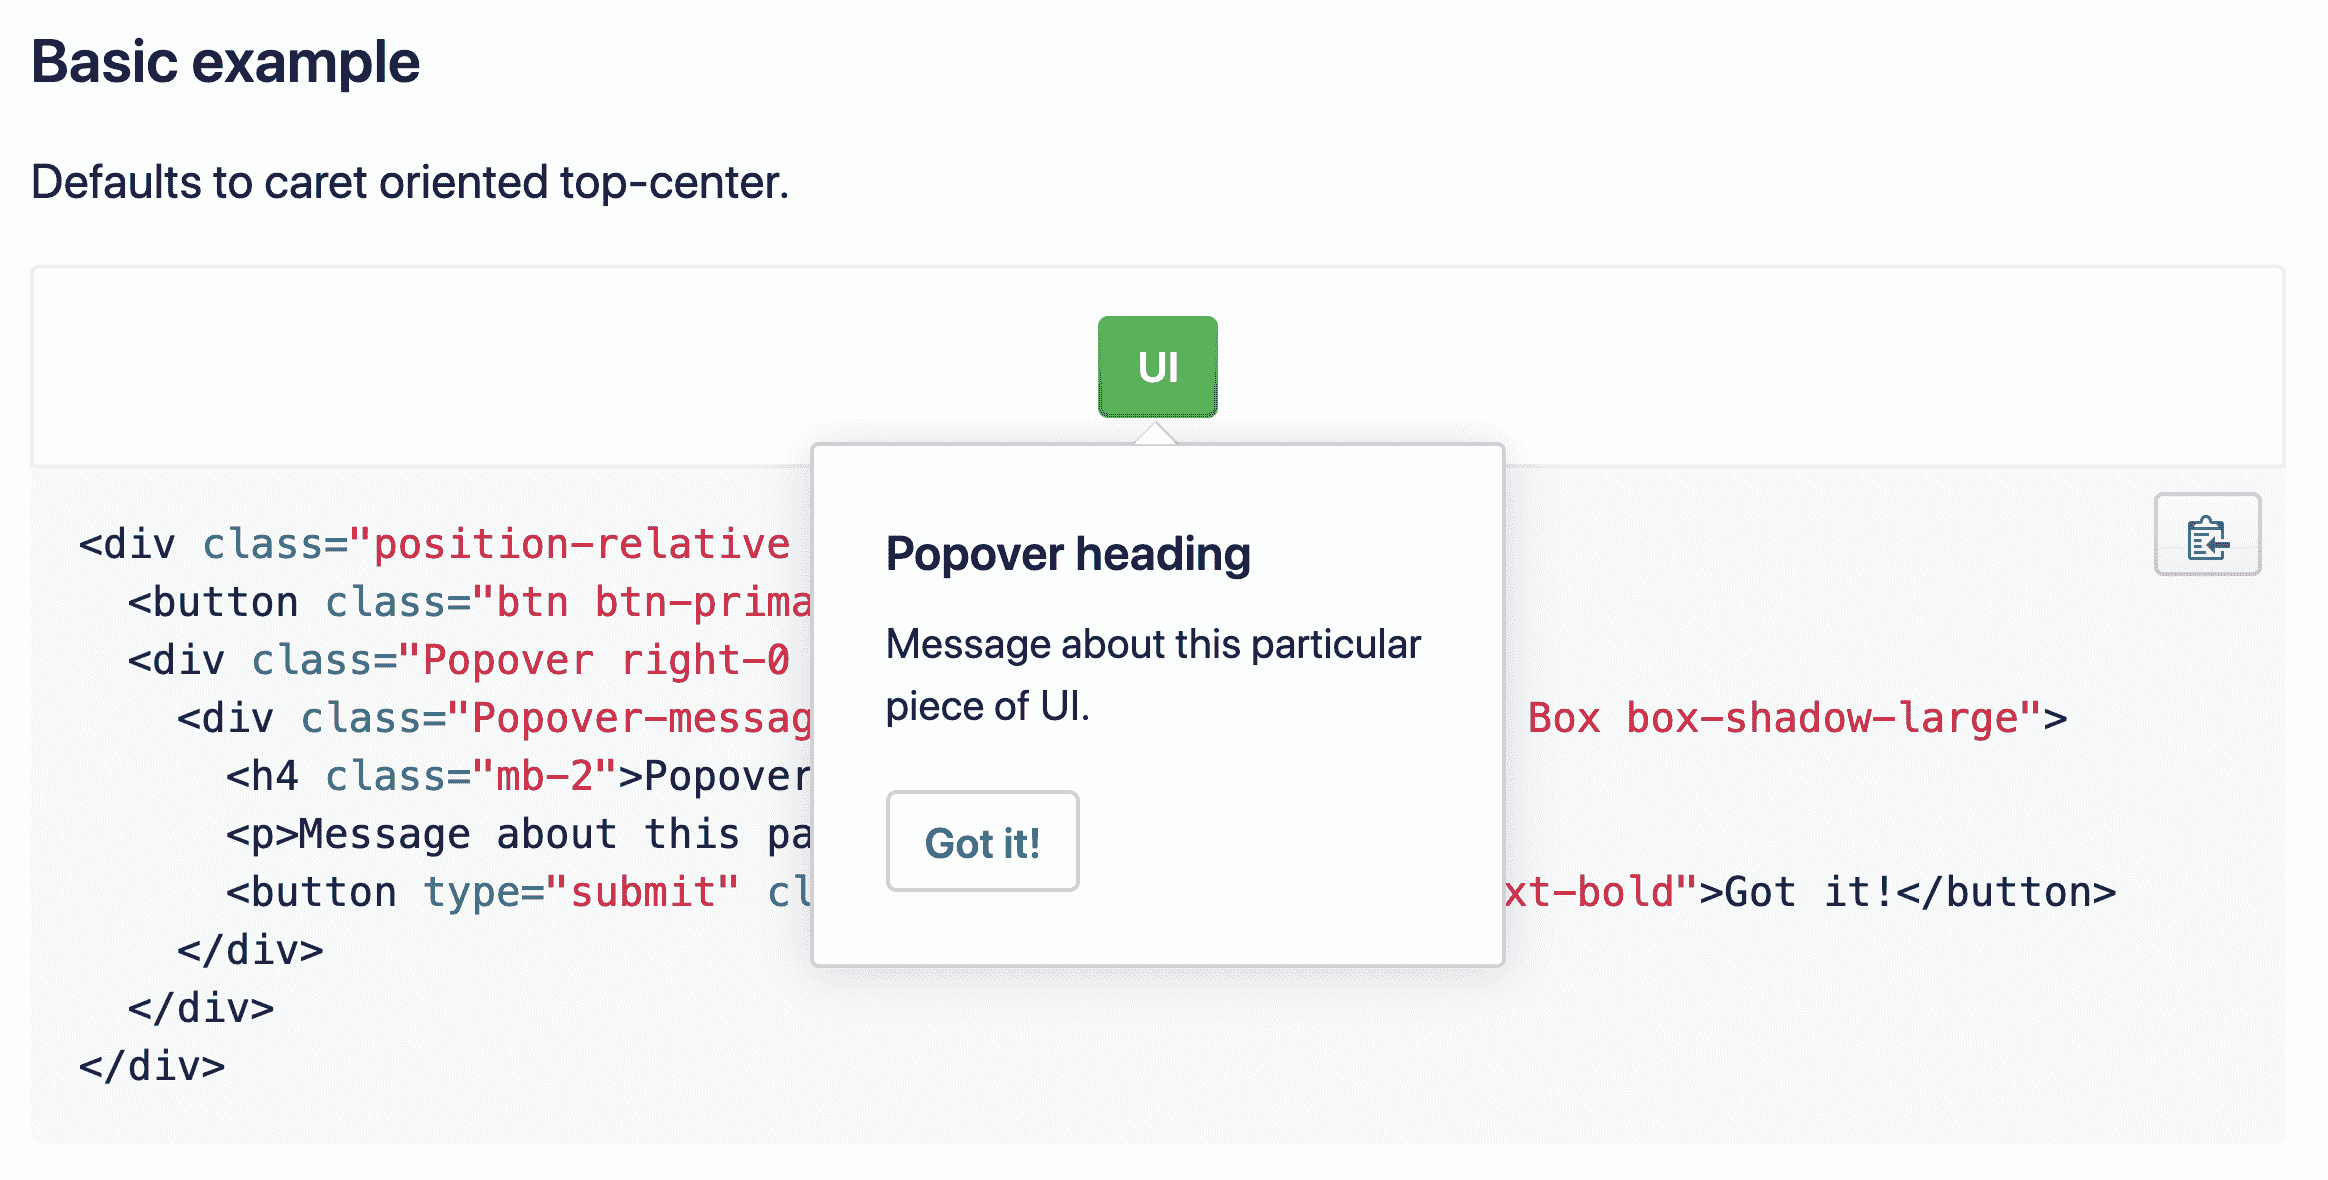 Basic example
Defaults to caret oriented top-center.
UI
Popover heading
Message about this particular
piece of UI.
Got it!
<div class="position-relative
<button class="btn btn-prima
<div class="Popover right-0
<div class="Popover-messag Box box-shadow-large">
<h4 class="mb-2">Popover
<p>Message about this pa
<button type="submit" cl xt-bold">Got it!</button>
</div>
</div>
</div>